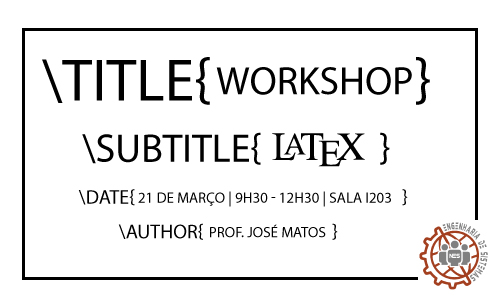 \TITLE{ WORKSHOP}
\SUBTITLE{ LATEX }
\DATE{ 21 DE MARÇO | 9H30 - 12H30 | SALA I203 }
\AUTHOR{ PROF. JOSÉ MATOS }
ENGENHARIA DE SISTEMAS
NES